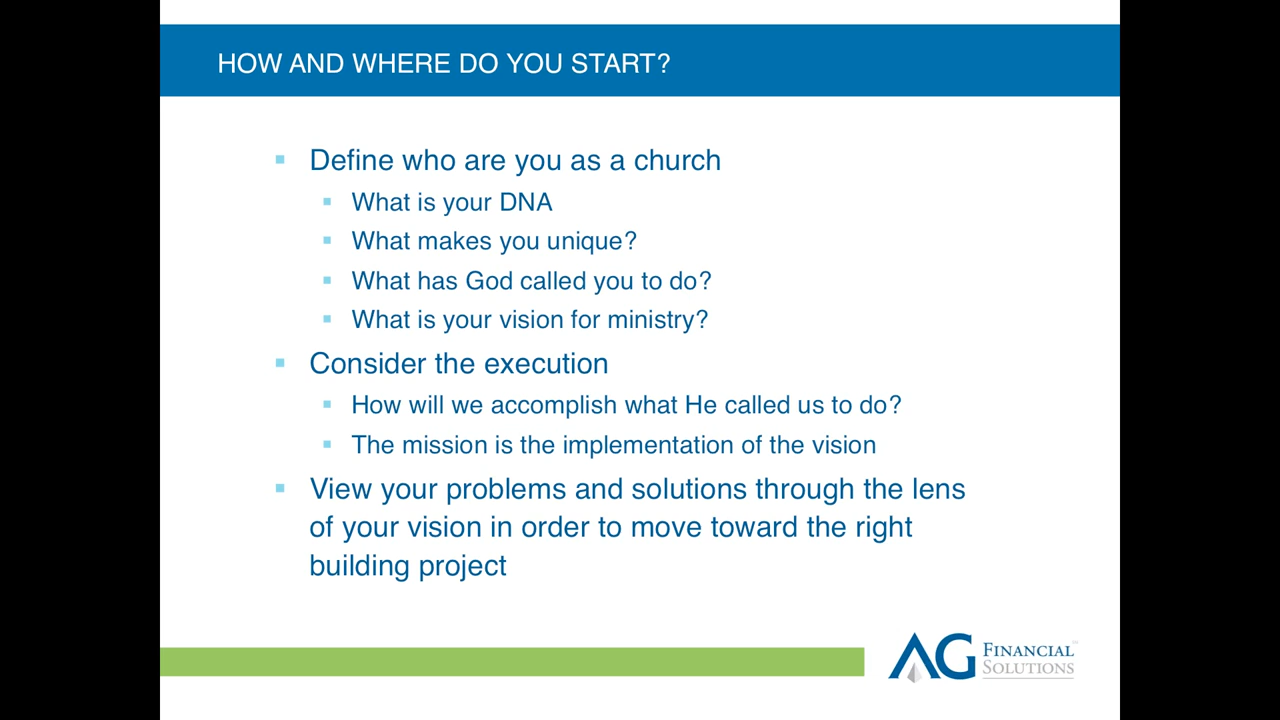 HOW AND WHERE DO YOU START?
Define who are you as a church
What is your DNA
What makes you unique?
What has God called you to do?
What is your vision for ministry?
Consider the execution
How will we accomplish what He called us to do?
The mission is the implementation of the vision
View your problems and solutions through the lens
of your vision in order to move toward the right
building project
AG FINANCIAL
SOLUTIONS